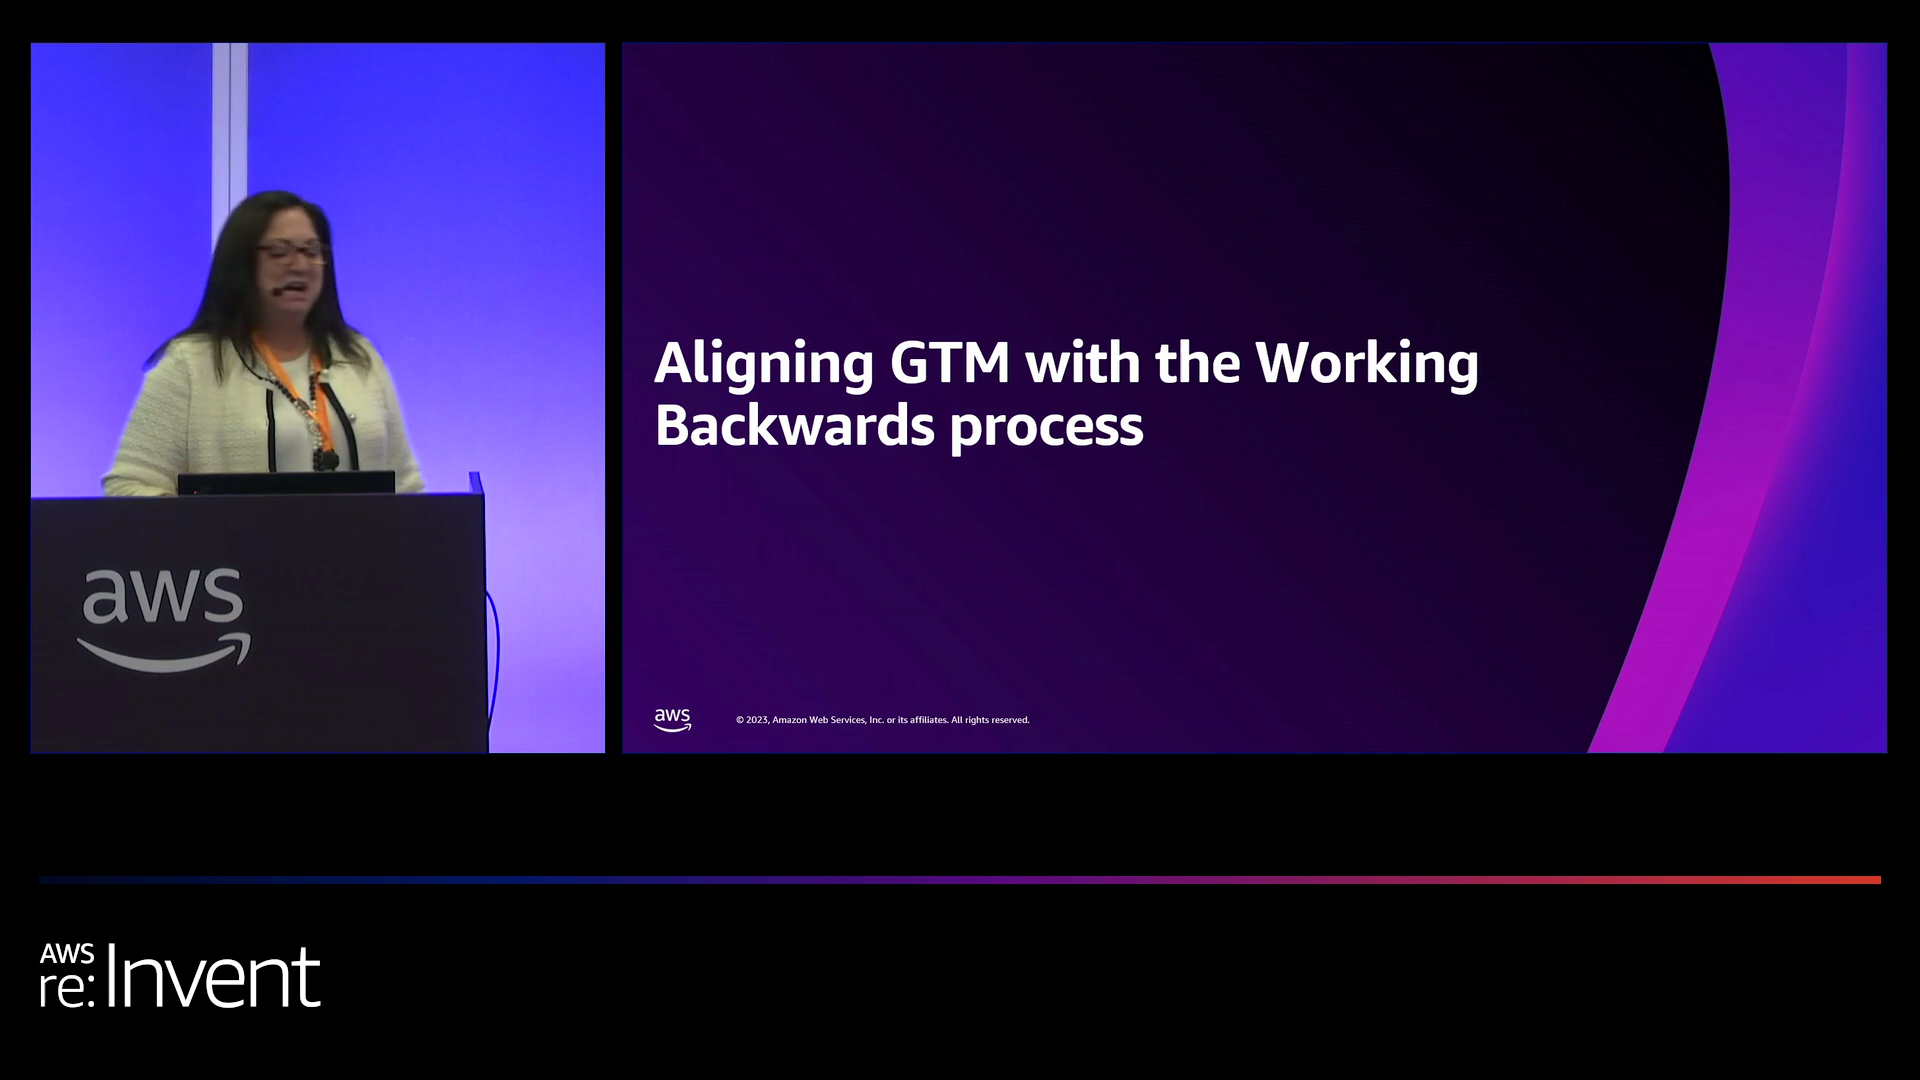 Aligning GTM with the Working
Backwards process
aws
aws
© 2023, Amazon Web Services, Inc. or its affiliates. All rights reserved.
AWS
re:Invent